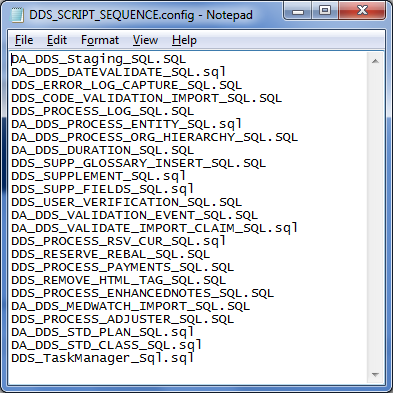 DDS_SCRIPT_SEQUENCE.config - Notepad
File Edit Format View Help
DA_DDS_Staging_SQL.SQL
DA_DDS_DATEVALIDATE_SQL.sql
DDS_ERROR_LOG_CAPTURE_SQL.SQL
DDS_CODE_VALIDATION_IMPORT_SQL.SQL
DDS_PROCESS_LOG_SQL.SQL
DA_DDS_PROCESS_ENTITY_SQL.sql
DA_DDS_PROCESS_ORG_HIERARCHY_SQL.SQL
DA_DDS_DURATION_SQL.SQL
DDS_SUPP_GLOSSARY_INSERT_SQL.SQL
DDS_SUPPLEMENT_SQL.sql
DDS_SUPP_FIELDS_SQL.SQL
DDS_USER_VERIFICATION_SQL.SQL
DA_DDS_VALIDATION_EVENT_SQL.SQL
DA_DDS_VALIDATE_IMPORT_CLAIM_SQL.sql
DDS_PROCESS_RSV_CUR_SQL.sql
DDS_RESERVE_REBAL_SQL.SQL
DDS_PROCESS_PAYMENTS_SQL.SQL
DDS_REMOVE_HTML_TAG_SQL.SQL
DDS_PROCESS_ENHANCEDNOTES_SQL.SQL
DA_DDS_MEDWATCH_IMPORT_SQL.SQL
DDS_PROCESS_ADJUSTER_SQL.SQL
DA_DDS_STD_PLAN_SQL.sql
DA_DDS_STD_CLASS_SQL.sql
DDS_TaskManager_Sql.sql